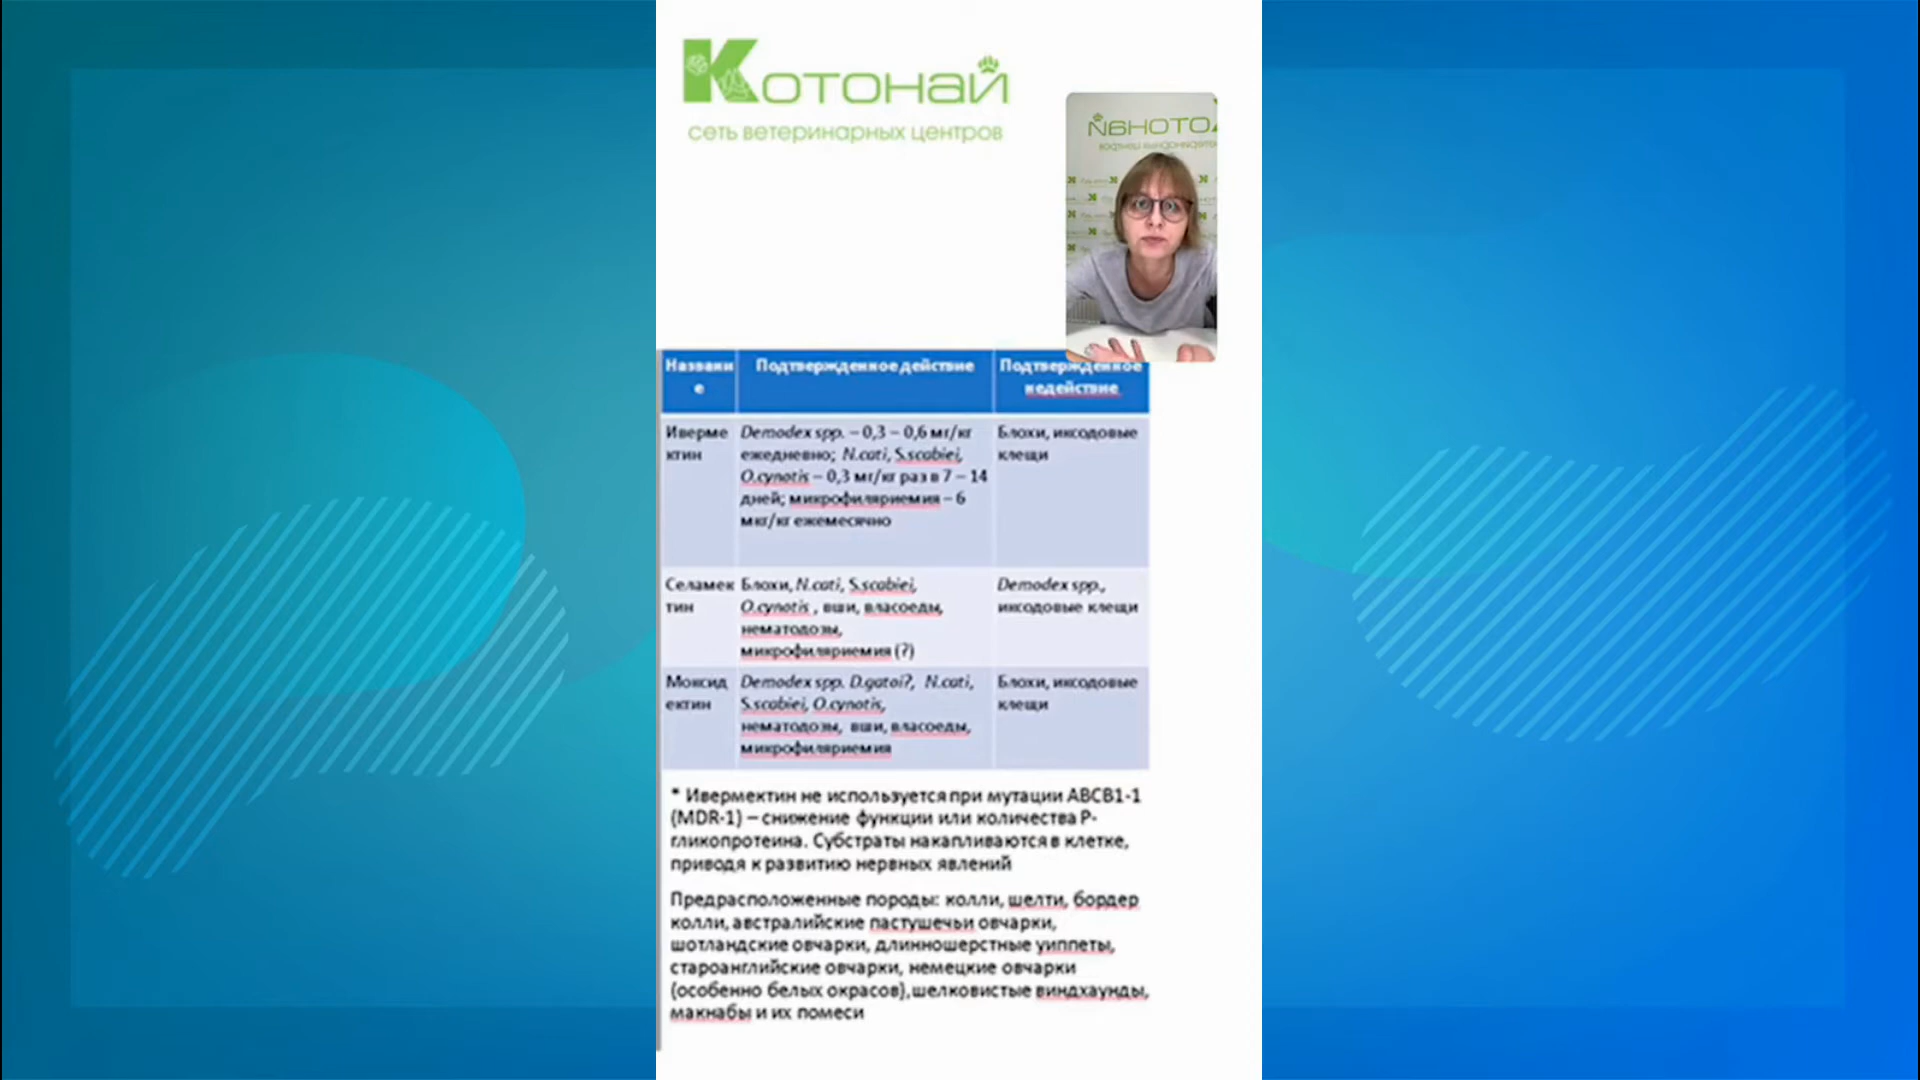 Котонай
сеть ветеринарных центров
Названи
е
Подтвержденное действие
Подтвержденное
недействие
Иверме
ктин
Demodex spp. – 0,3 – 0,6 мг/кг
ежедневно; N.cati, S.scabiei,
O.cynotis – 0,3 мг/кг раз в 7 – 14
дней; микрофиляриемия – 6
мкг/кг ежемесячно
Блохи, иксодовые
клещи
Селамек
тин
Блохи, N.cati, S.scabiei,
O.cynotis , вши, власоеды,
нематодозы,
микрофиляриемия (?)
Demodex spp.,
иксодовые клещи
Моксид
ектин
Demodex spp. D.gatoi?, N.cati,
S.scabiei, O.cynotis,
нематодозы, вши, власоеды,
микрофиляриемия
Блохи, иксодовые
клещи
* Ивермектин не используется при мутации ABCB1-1
(MDR-1) – снижение функции или количества P-
гликопротеина. Субстраты накапливаются в клетке,
приводя к развитию нервных явлений
Предрасположенные породы: колли, шелти, бордер
колли, австралийские пастушечьи овчарки,
шотландские овчарки, длинношерстные уиппеты,
староанглийские овчарки, немецкие овчарки
(особенно белых окрасов),шелковистые виндхаунды,
макнабы и их помеси